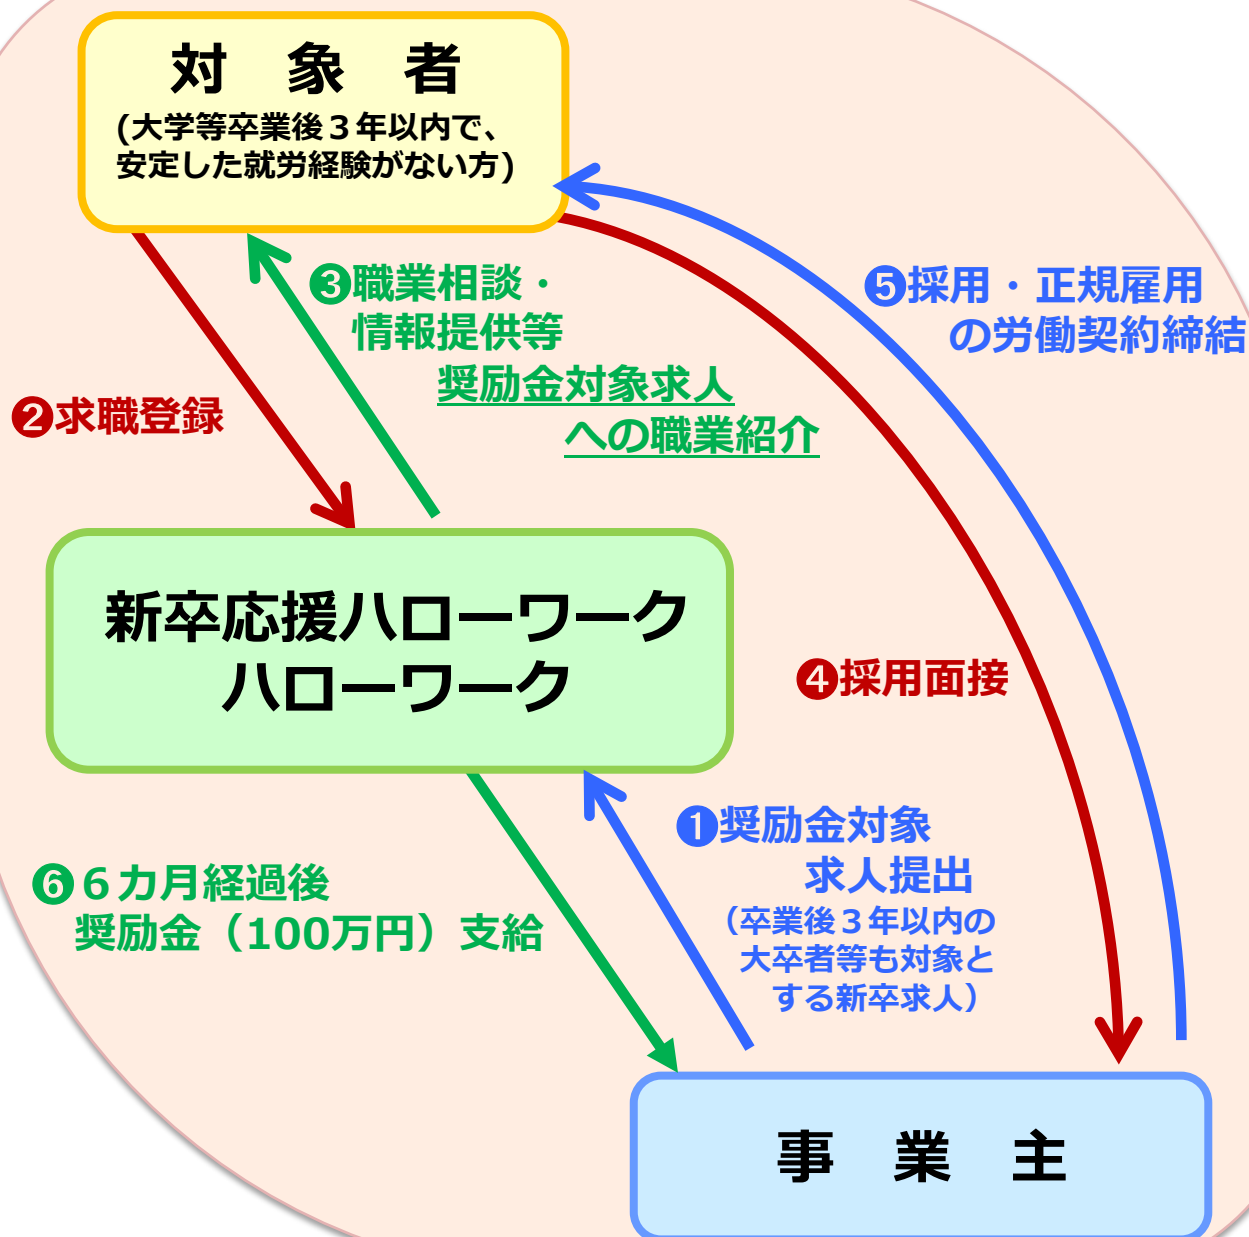 対　象　者
(大学等卒業後３年以内で、
安定した就労経験がない方)
❸職業相談・
情報提供等
奨励金対象求人
への職業紹介
❺採用・正規雇用
の労働契約締結
❷求職登録
新卒応援ハローワーク
ハローワーク
❹採用面接
❶奨励金対象
求人提出
（卒業後３年以内の
大卒者等も対象と
する新卒求人）
❻６カ月経過後
奨励金（100万円）支給
事　業　主